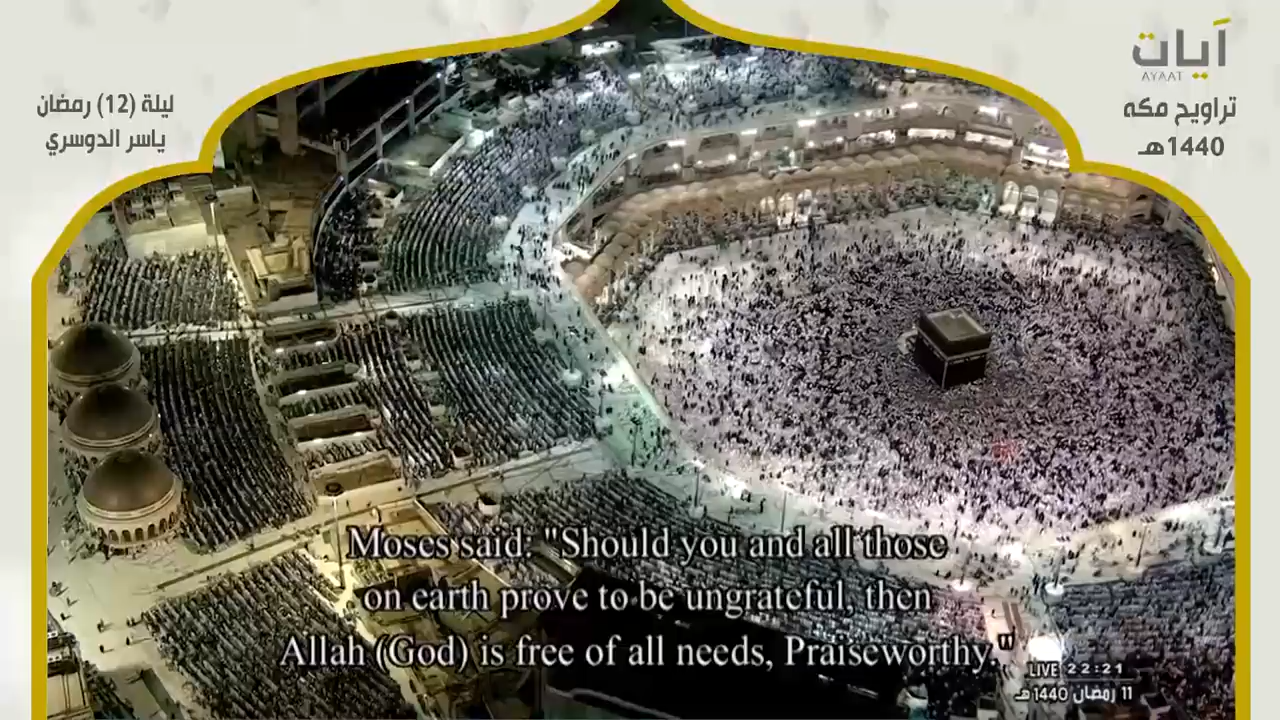 آيات
AYAAT
تراويح مكه
1440هـ
ليلة (12) رمضان
ياسر الدوسري
Moses said: "Should you and all those
on earth prove to be ungrateful, then
Allah (God) is free of all needs, Praiseworthy."
LIVE 22:21
11 رمضان 1440هـ